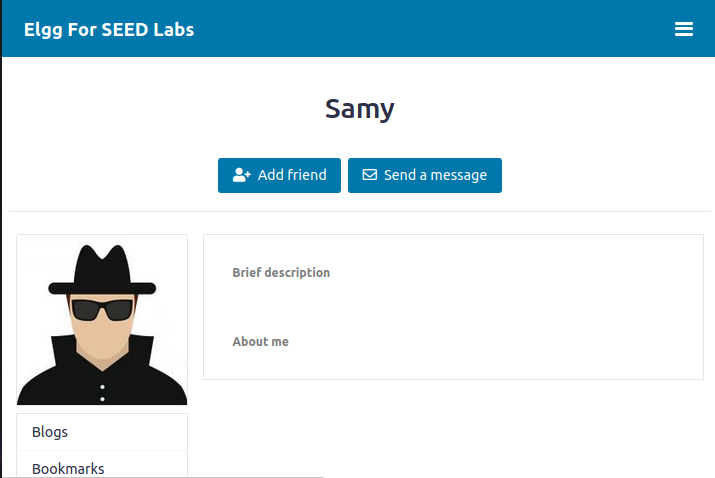 Elgg For SEED Labs
Samy
Add friend Send a message
Brief description
About me
Blogs
Bookmarks